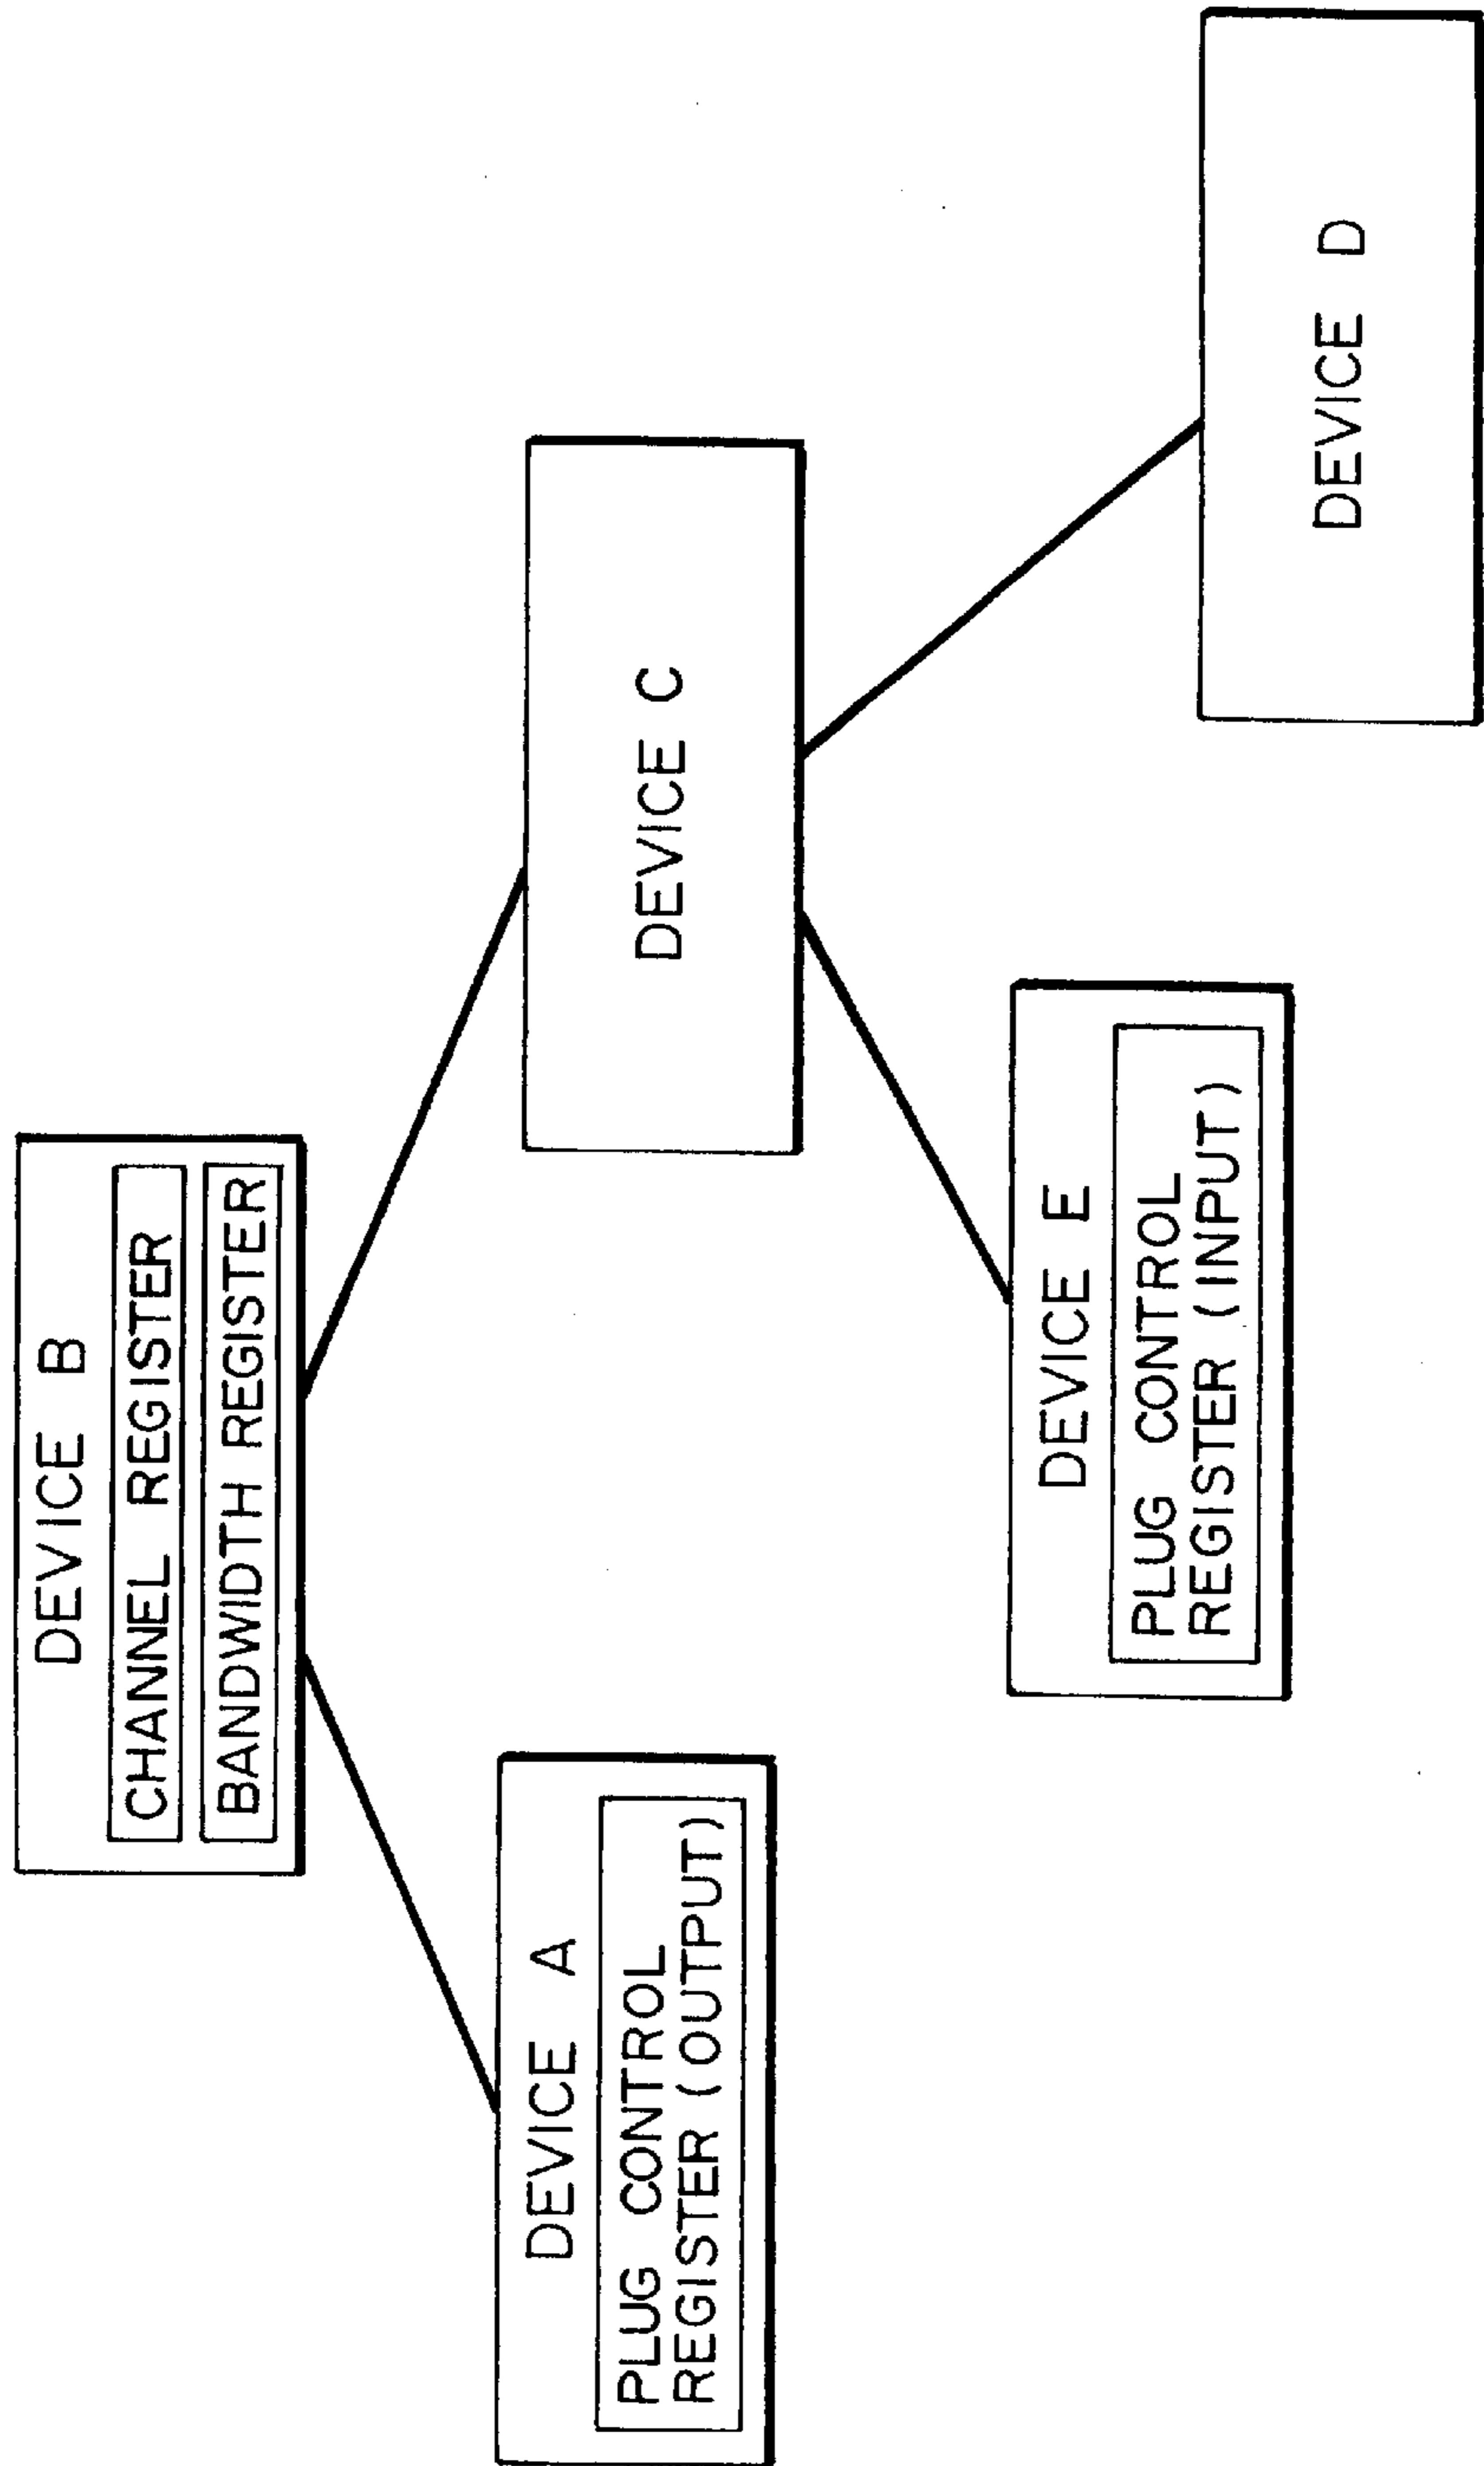 DEVICE B
CHANNEL REGISTER
BANDWIDTH REGISTER
DEVICE A
PLUG CONTROL
REGISTER (OUTPUT)
DEVICE C
DEVICE E
PLUG CONTROL
REGISTER (INPUT)
DEVICE D